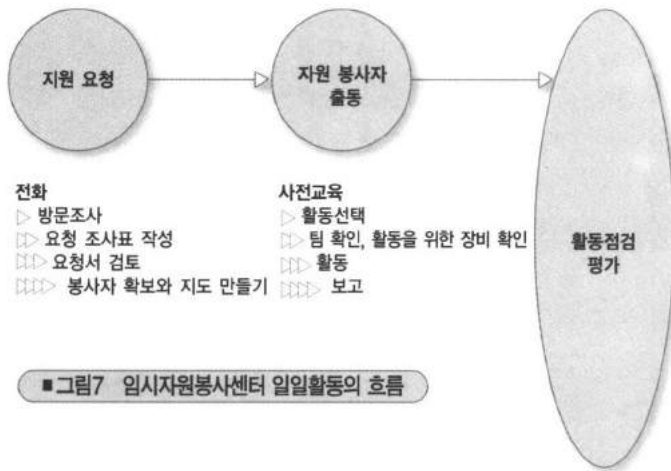 지원 요청
자원 봉사자
출동
전화
▷ 방문조사
▷▷ 요청 조사표 작성
▷▷▷ 요청서 검토
▷▷▷▷ 봉사자 확보와 지도 만들기
사전교육
▷ 활동선택
▷▷ 팀 확인, 활동을 위한 장비 확인
▷▷▷ 활동
▷▷▷▷ 보고
활동점검
평가
■그림7 임시자원봉사센터 일일활동의 흐름